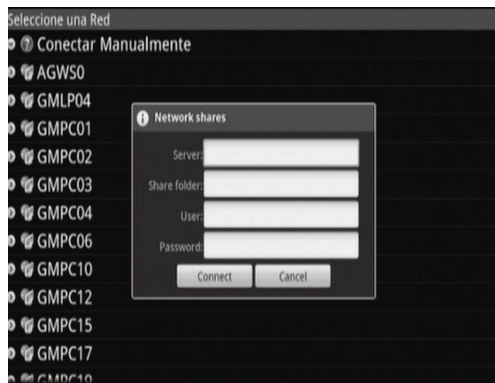 Seleccione una Red
Conectar Manualmente
AGWS0
GMLP04
GMPC01
GMPC02
GMPC03
GMPC04
GMPC06
GMPC10
GMPC12
GMPC15
GMPC17
GMPC19
Network shares
Server:
Share folder:
User:
Password:
Connect
Cancel